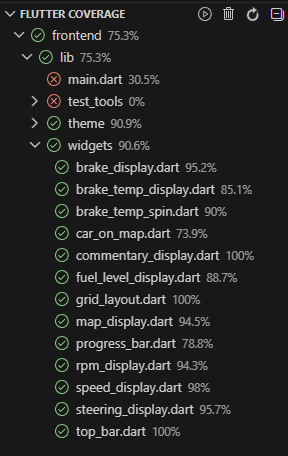 FLUTTER COVERAGE
frontend 75.3%
lib 75.3%
main.dart 30.5%
test_tools 0%
theme 90.9%
widgets 90.6%
brake_display.dart 95.2%
brake_temp_display.dart 85.1%
brake_temp_spin.dart 90%
car_on_map.dart 73.9%
commentary_display.dart 100%
fuel_level_display.dart 88.7%
grid_layout.dart 100%
map_display.dart 94.5%
progress_bar.dart 78.8%
rpm_display.dart 94.3%
speed_display.dart 98%
steering_display.dart 95.7%
top_bar.dart 100%